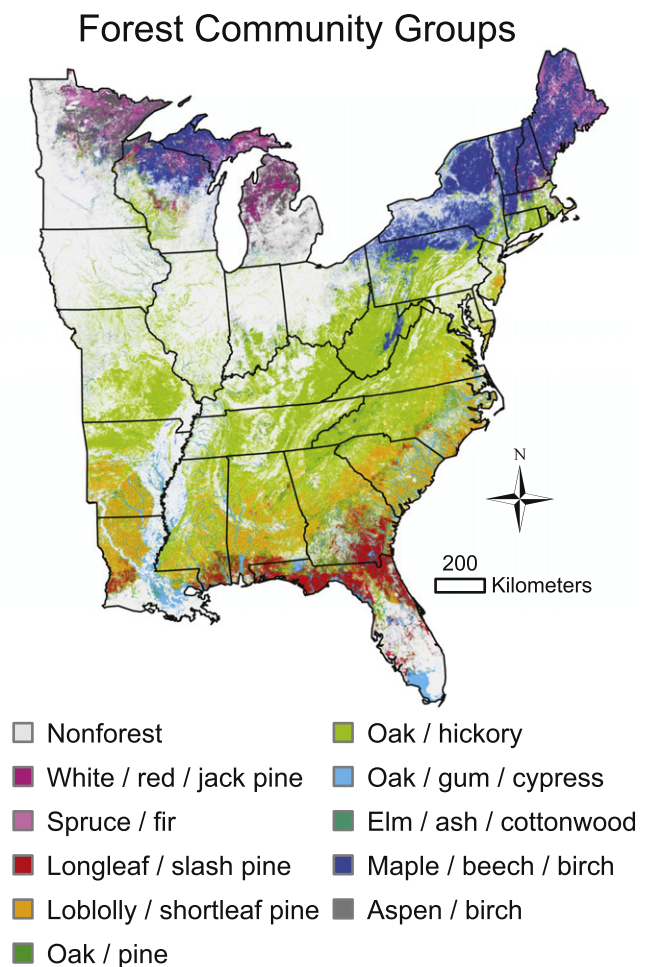 Forest Community Groups
N
200
Kilometers
Nonforest
White / red / jack pine
Spruce / fir
Longleaf / slash pine
Loblolly / shortleaf pine
Oak / pine
Oak / hickory
Oak / gum / cypress
Elm / ash / cottonwood
Maple / beech / birch
Aspen / birch